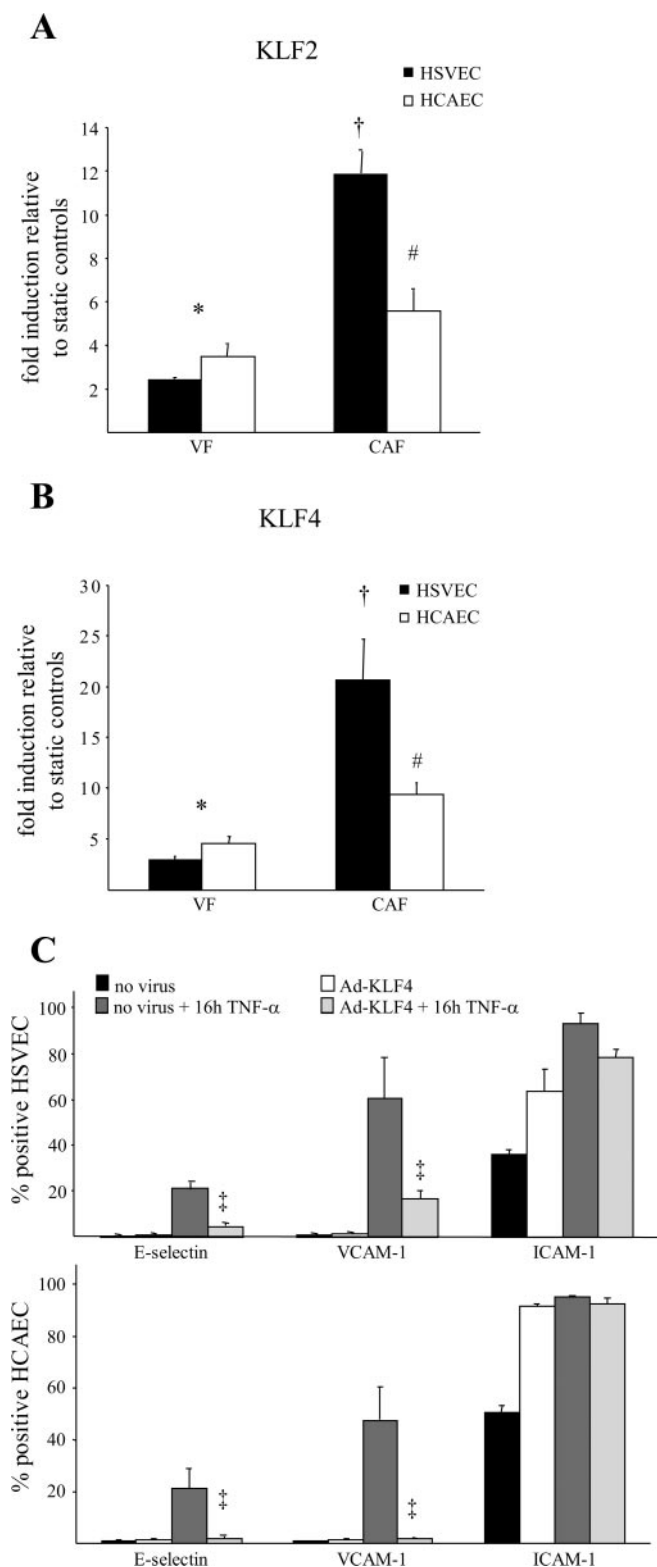 A
KLF2
HSVEC
HCAEC
fold induction relative
to static controls
14
12
10
8
6
4
2
†
#
*
VF CAF
B
KLF4
HSVEC
HCAEC
fold induction relative
to static controls
30
25
20
15
10
5
†
#
*
VF CAF
C
no virus Ad-KLF4
no virus + 16h TNF-α Ad-KLF4 + 16h TNF-α
% positive HSVEC
100
80
60
40
20
‡
‡
E-selectin VCAM-1 ICAM-1
% positive HCAEC
100
80
60
40
20
‡
‡
E-selectin VCAM-1 ICAM-1